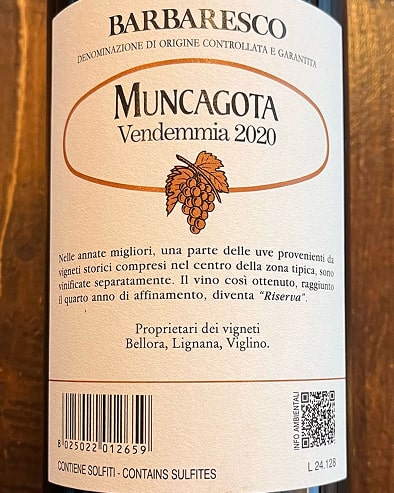 BARBARESCO
DENOMINAZIONE DI ORIGINE CONTROLLATA E GARANTITA
MUNCAGOTA
Vendemmia 2020
Nelle annate migliori, una parte delle uve provenienti da
vigneti storici compresi nel centro della zona tipica, sono
vinificate separatamente. Il vino così ottenuto, raggiunto
il quarto anno di affinamento, diventa "Riserva".
Proprietari dei vigneti
Bellora, Lignana, Viglino.
8 025022 012659
INFO AMBIENTALI
CONTIENE SOLFITI - CONTAINS SULFITES
L 24.128